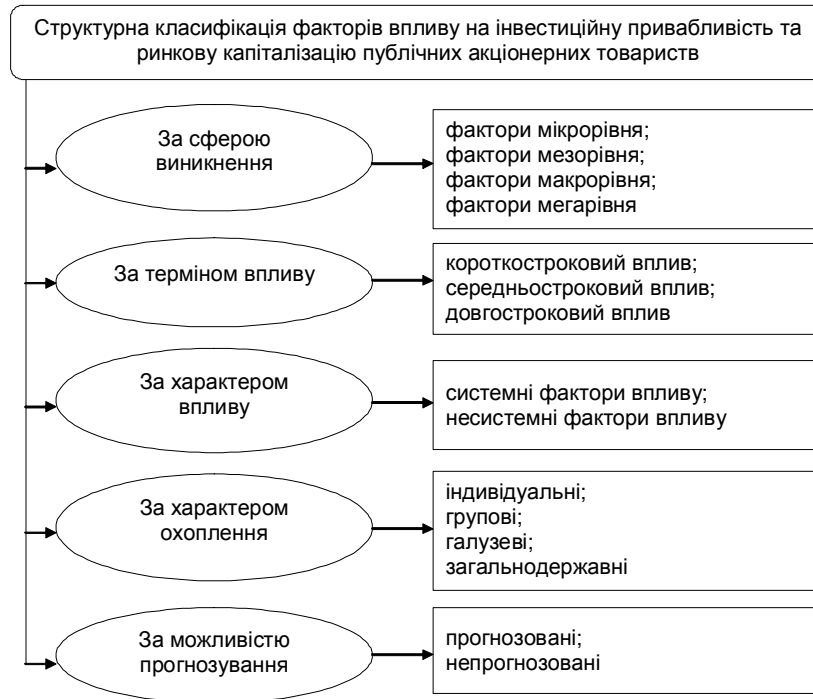 Структурна класифікація факторів впливу на інвестиційну привабливість та
ринкову капіталізацію публічних акціонерних товариств
За сферою
виникнення
фактори мікрорівня;
фактори мезорівня;
фактори макрорівня;
фактори мегарівня
За терміном впливу
короткостроковий вплив;
середньостроковий вплив;
довгостроковий вплив
За характером
впливу
системні фактори впливу;
несистемні фактори впливу
За характером
охоплення
індивідуальні;
групові;
галузеві;
загальнодержавні
За можливістю
прогнозування
прогнозовані;
непрогнозовані